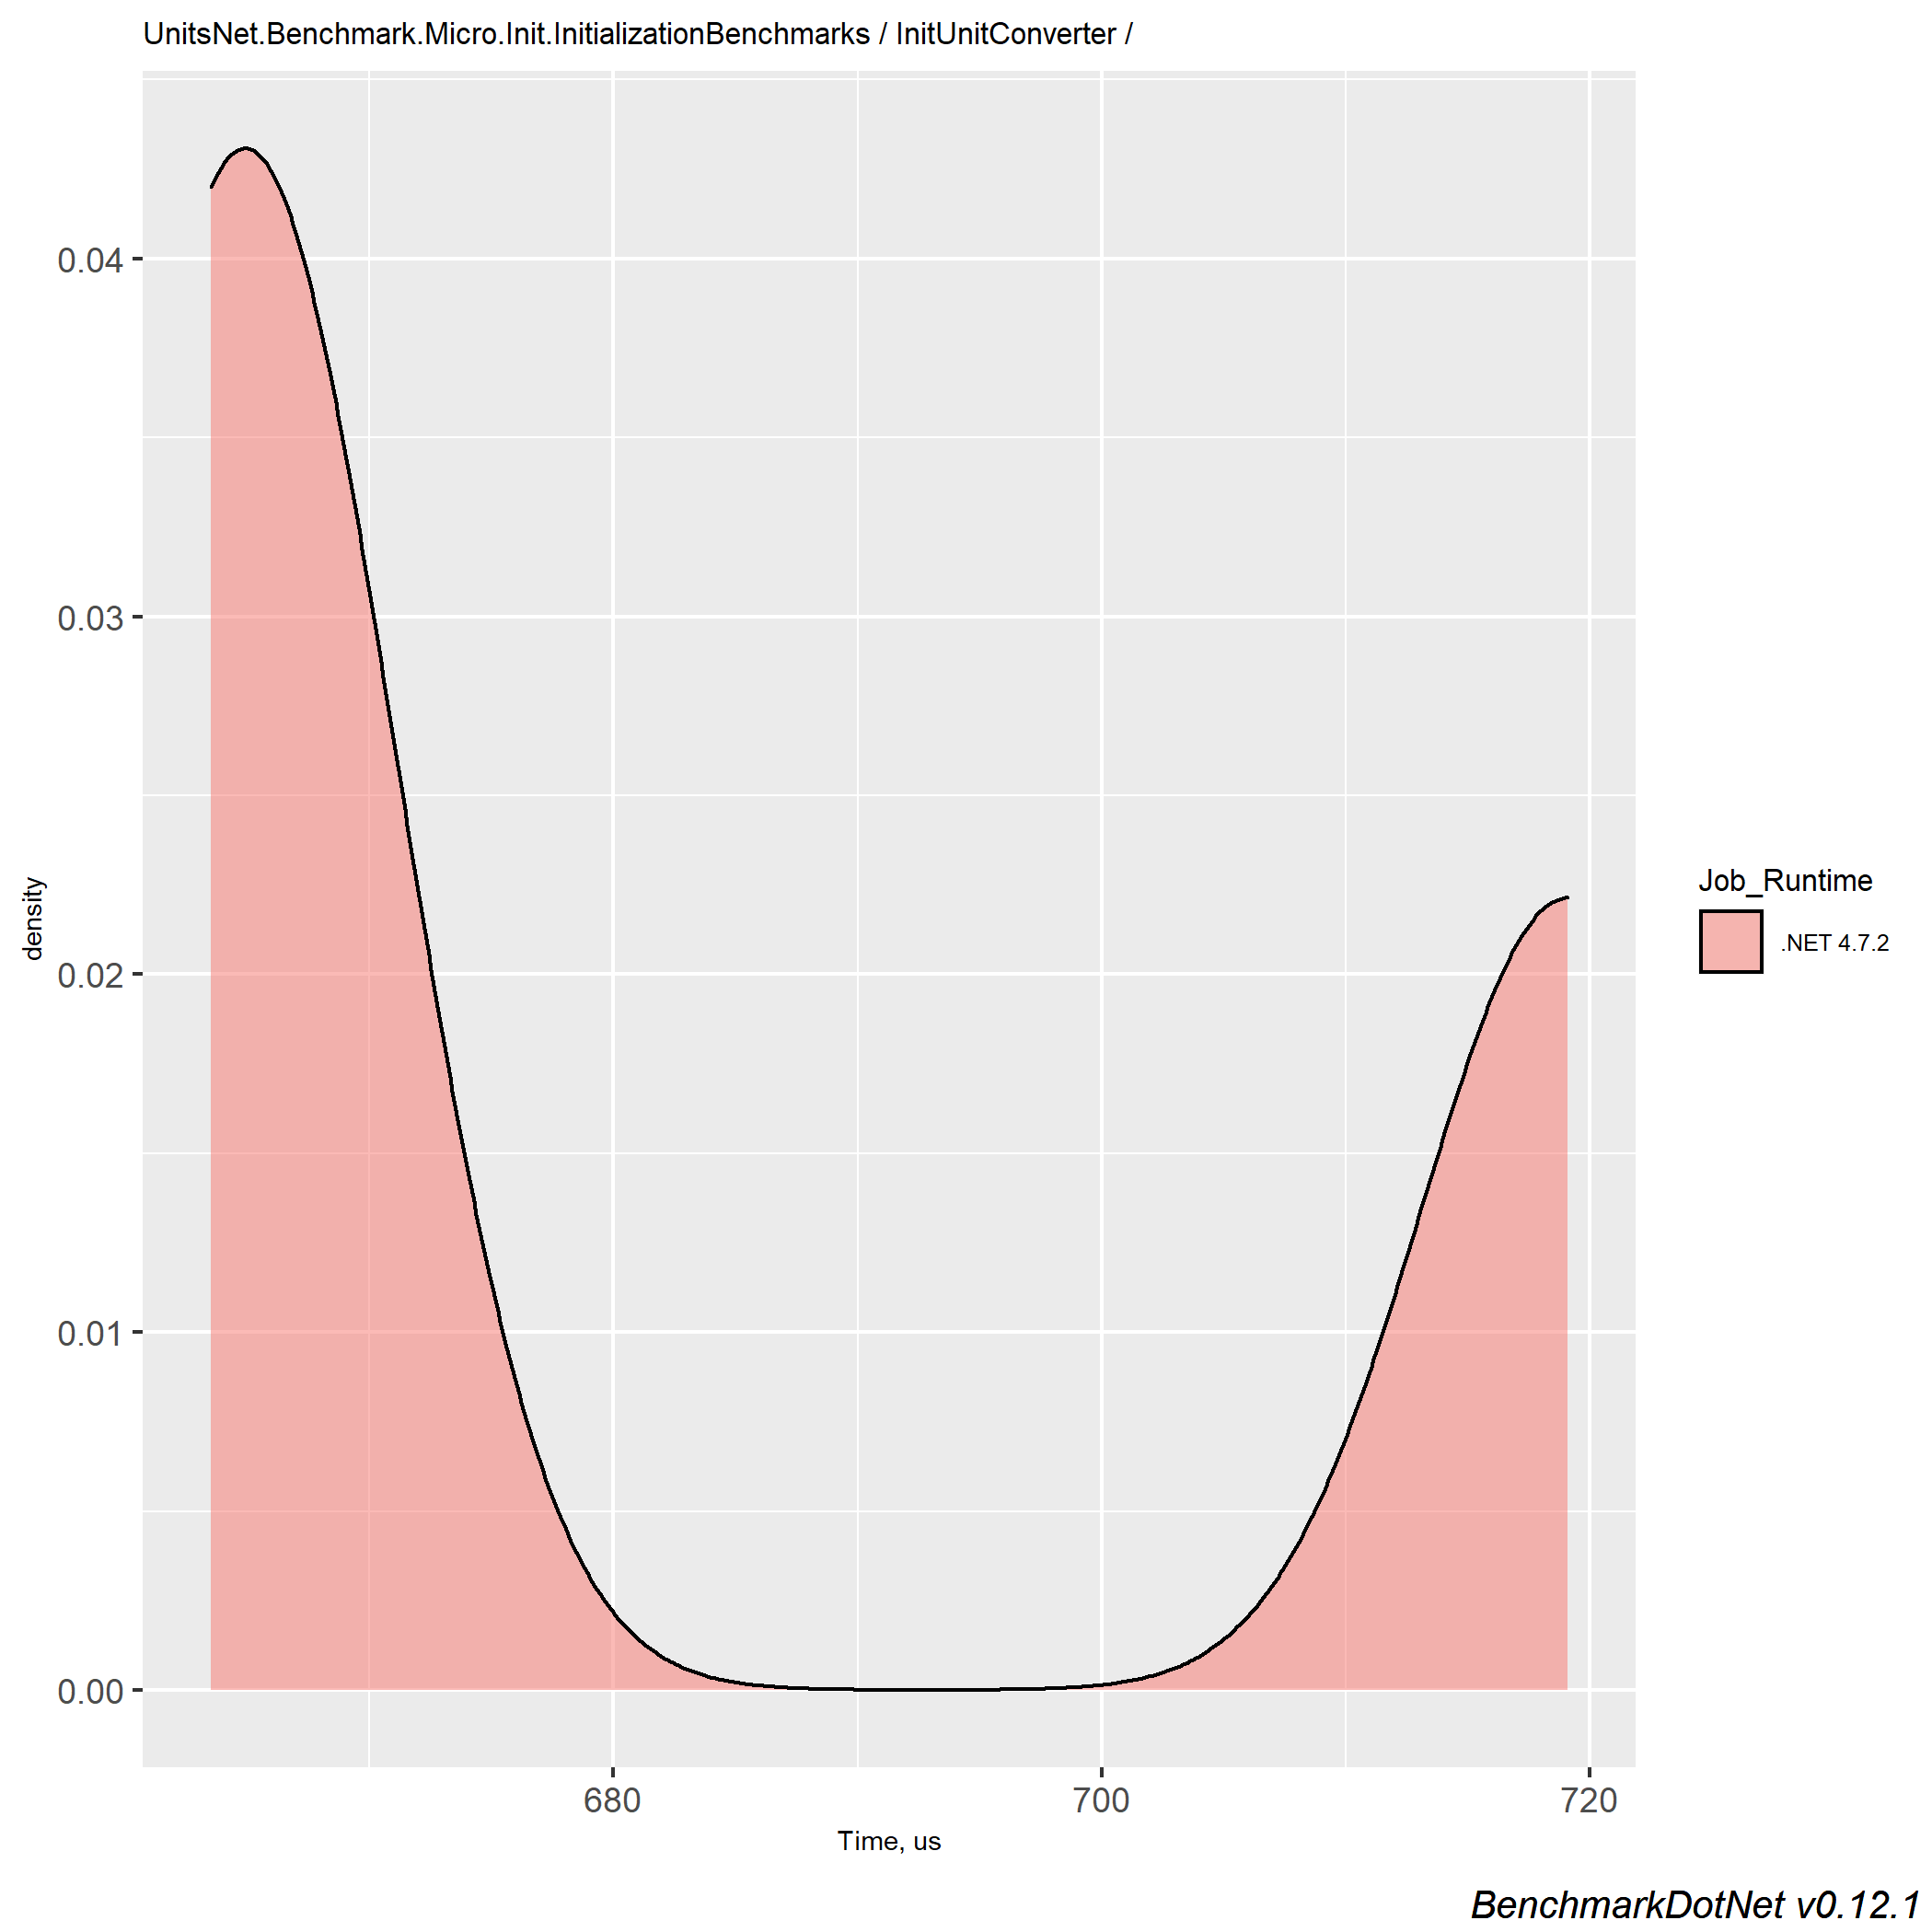 UnitsNet.Benchmark.Micro.Init.InitializationBenchmarks / InitUnitConverter /
density
0.04
0.03
0.02
0.01
0.00
680 700 720
Time, us
Job_Runtime
.NET 4.7.2
BenchmarkDotNet v0.12.1